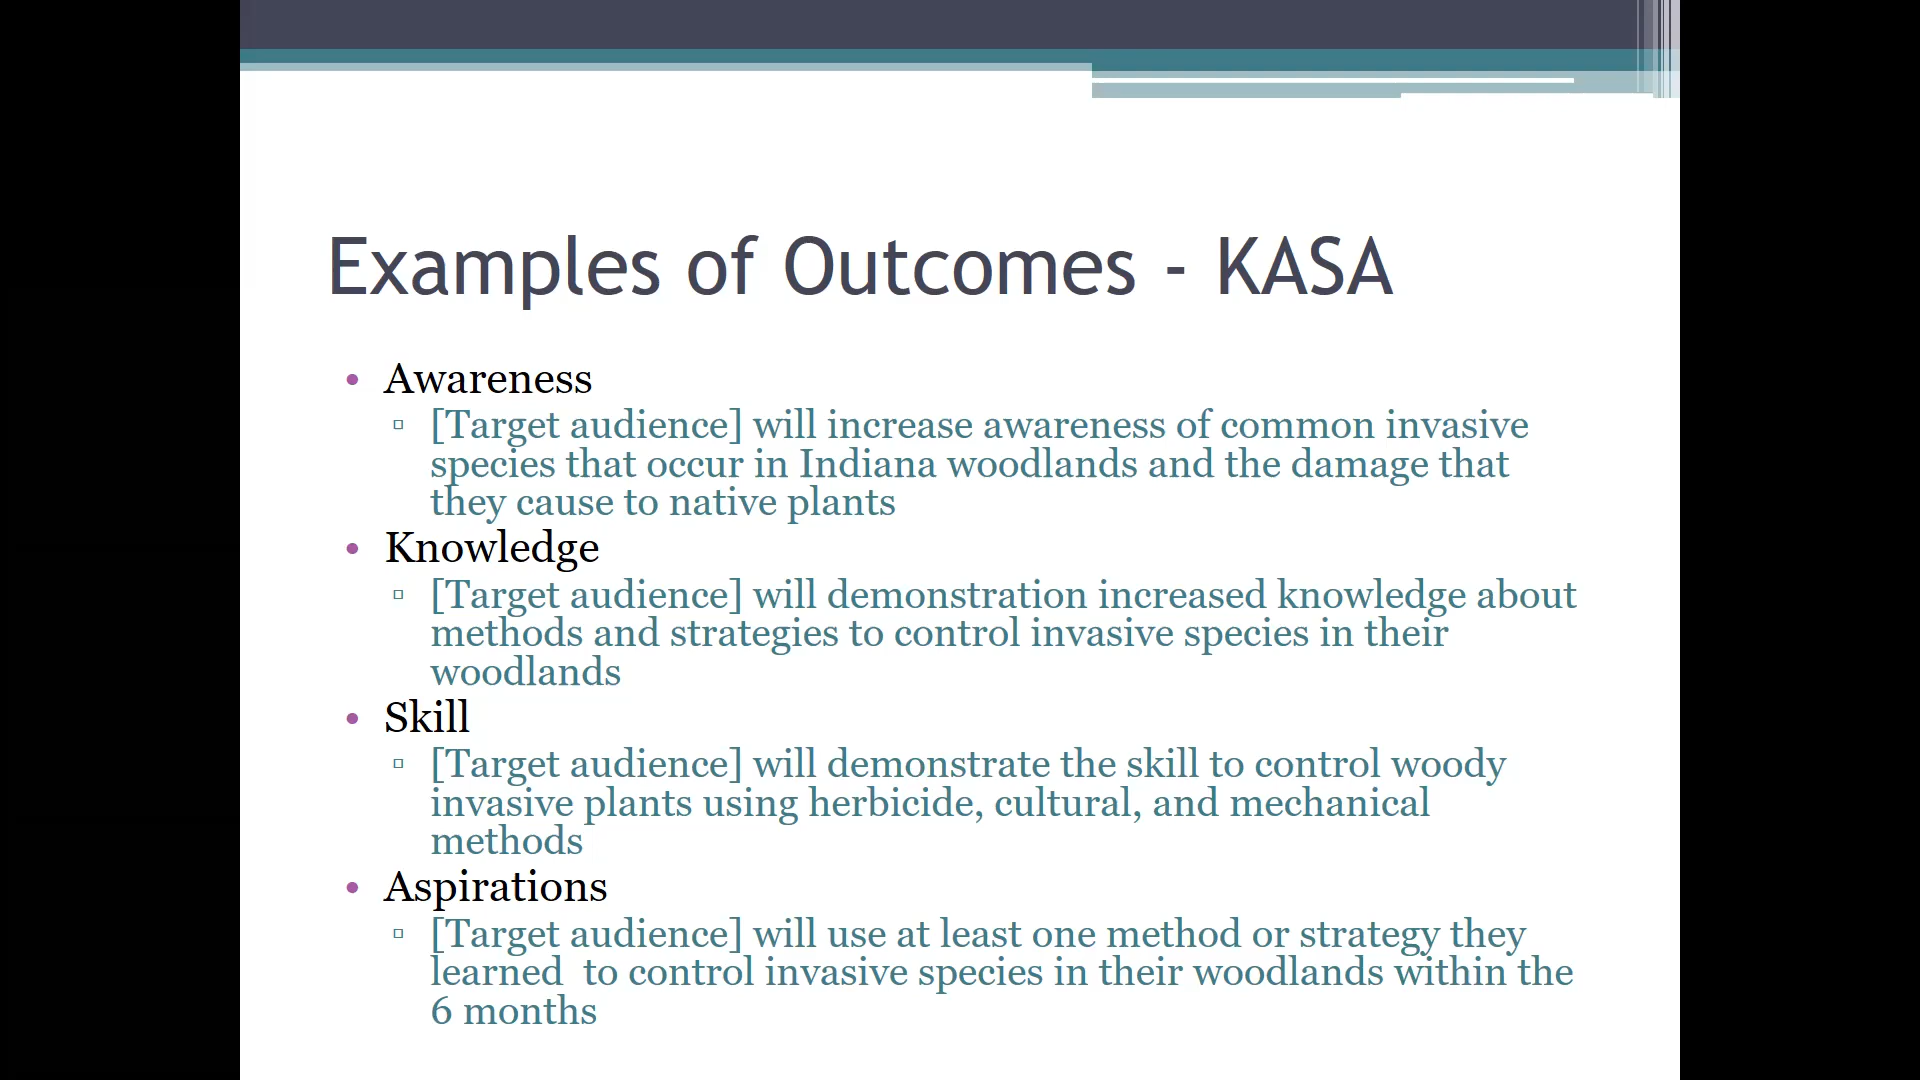 Examples of Outcomes - KASA
• Awareness
▫ [Target audience] will increase awareness of common invasive
species that occur in Indiana woodlands and the damage that
they cause to native plants
• Knowledge
▫ [Target audience] will demonstration increased knowledge about
methods and strategies to control invasive species in their
woodlands
• Skill
▫ [Target audience] will demonstrate the skill to control woody
invasive plants using herbicide, cultural, and mechanical
methods
• Aspirations
▫ [Target audience] will use at least one method or strategy they
learned  to control invasive species in their woodlands within the
6 months